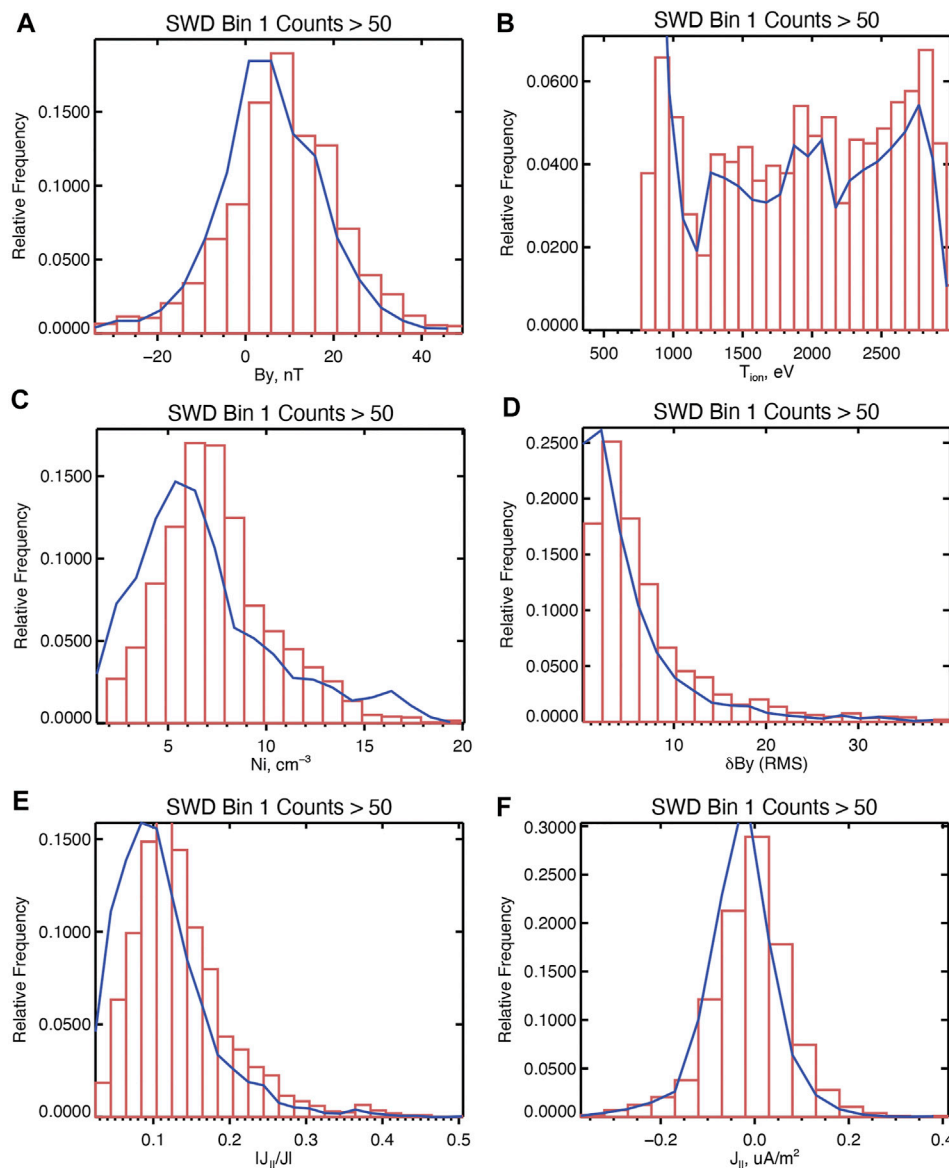 A
SWD Bin 1 Counts > 50
Relative Frequency
0.1500
0.1000
0.0500
0.0000
−20
0
20
40
By, nT
B
SWD Bin 1 Counts > 50
Relative Frequency
0.0600
0.0400
0.0200
0.0000
500
1000
1500
2000
2500
Tion, eV
C
SWD Bin 1 Counts > 50
Relative Frequency
0.1500
0.1000
0.0500
0.0000
5
10
15
20
Ni, cm⁻³
D
SWD Bin 1 Counts > 50
Relative Frequency
0.2500
0.2000
0.1500
0.1000
0.0500
0.0000
10
20
30
δBy (RMS)
E
SWD Bin 1 Counts > 50
Relative Frequency
0.1500
0.1000
0.0500
0.0000
0.1
0.2
0.3
0.4
0.5
|J||/J|
F
SWD Bin 1 Counts > 50
Relative Frequency
0.3000
0.2500
0.2000
0.1500
0.1000
0.0500
0.0000
−0.2
0.0
0.2
0.4
J||, uA/m²